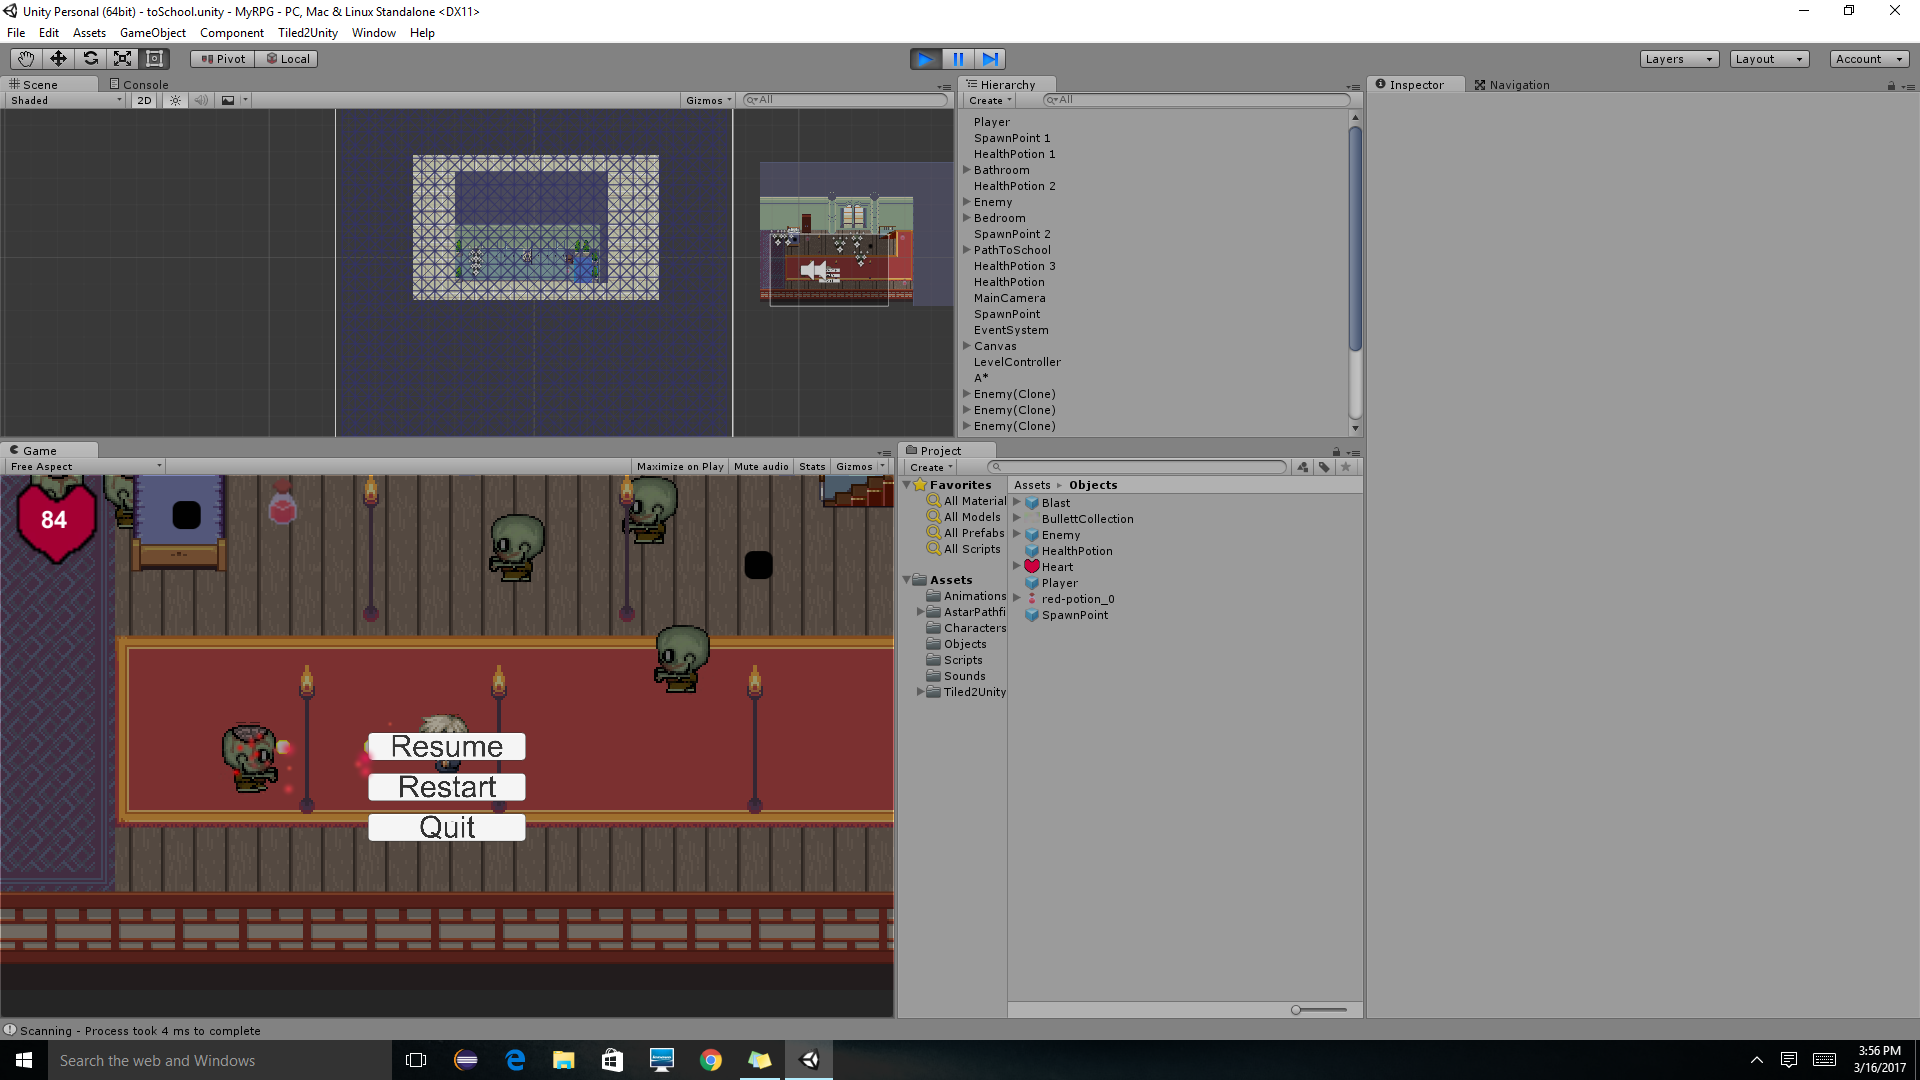 Unity Personal (64bit) - toSchool.unity - MyRPG - PC, Mac & Linux Standalone <DX11>
File Edit Assets GameObject Component Tiled2Unity Window Help
Pivot Local Layers Layout Account
Scene Console
Shaded 2D Gizmos All
Hierarchy
Create All
Player
SpawnPoint 1
HealthPotion 1
Bathroom
HealthPotion 2
Enemy
Bedroom
SpawnPoint 2
PathToSchool
HealthPotion 3
HealthPotion
MainCamera
SpawnPoint
EventSystem
Canvas
LevelController
A*
Enemy(Clone)
Enemy(Clone)
Enemy(Clone)
Inspector Navigation
Game
Free Aspect Maximize on Play Mute audio Stats Gizmos
84
Resume
Restart
Quit
Project
Create
Favorites
All Material
All Models
All Prefabs
All Scripts
Assets
Animations
AstarPathfi
Characters
Objects
Scripts
Sounds
Tiled2Unity
Assets Objects
Blast
BullettCollection
Enemy
HealthPotion
Heart
Player
red-potion_0
SpawnPoint
Scanning - Process took 4 ms to complete
Search the web and Windows
3:56 PM
3/16/2017